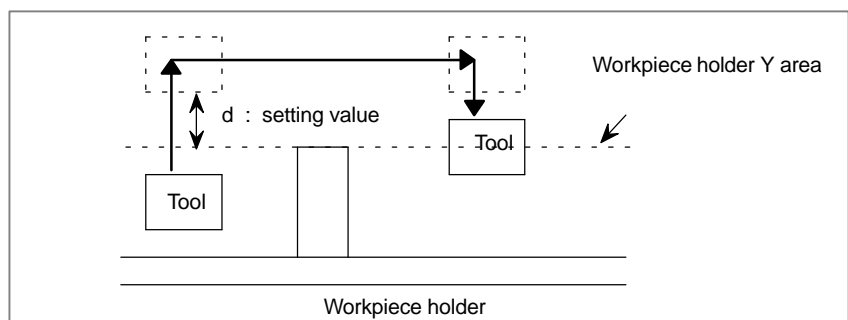 Workpiece holder Y area
d : setting value
Tool
Tool
Workpiece holder